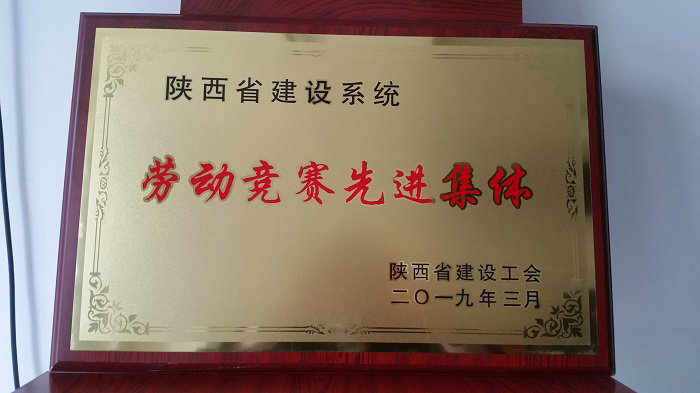 陕西省建设系统
劳动竞赛先进集体
陕西省建设工会
二〇一九年三月